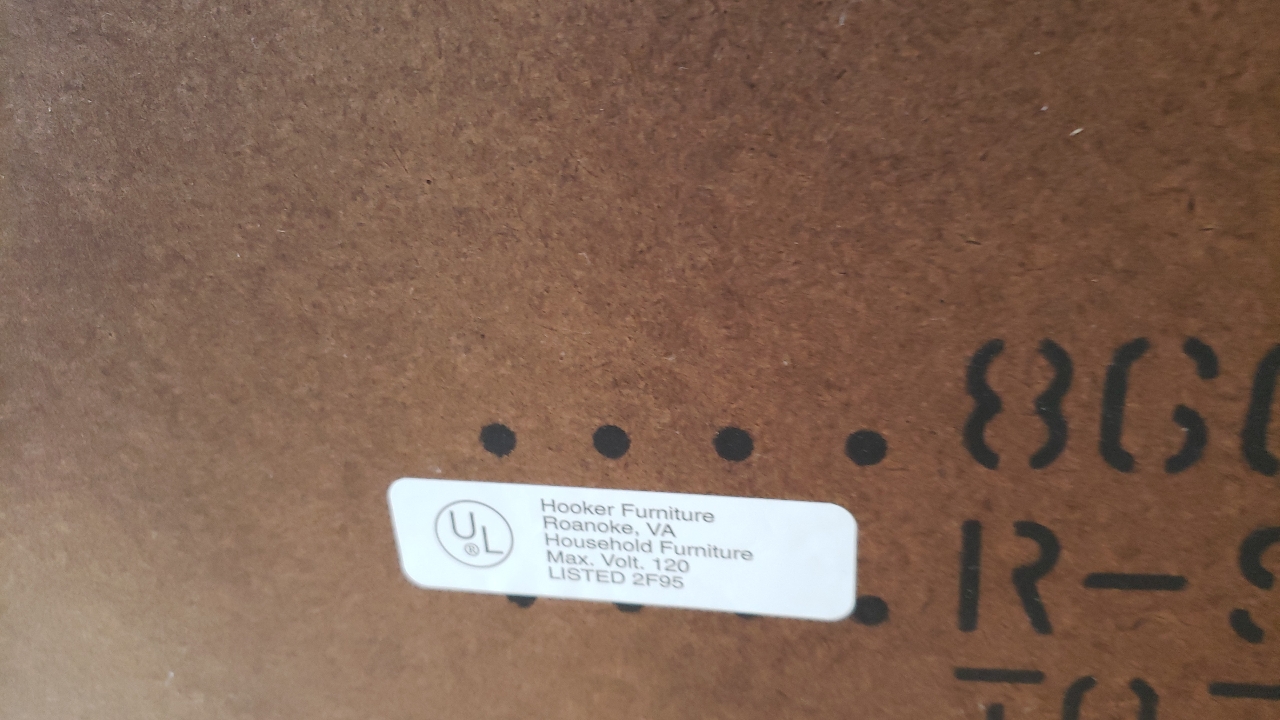 UL®
Hooker Furniture
Roanoke, VA
Household Furniture
Max. Volt. 120
LISTED 2F95
R-